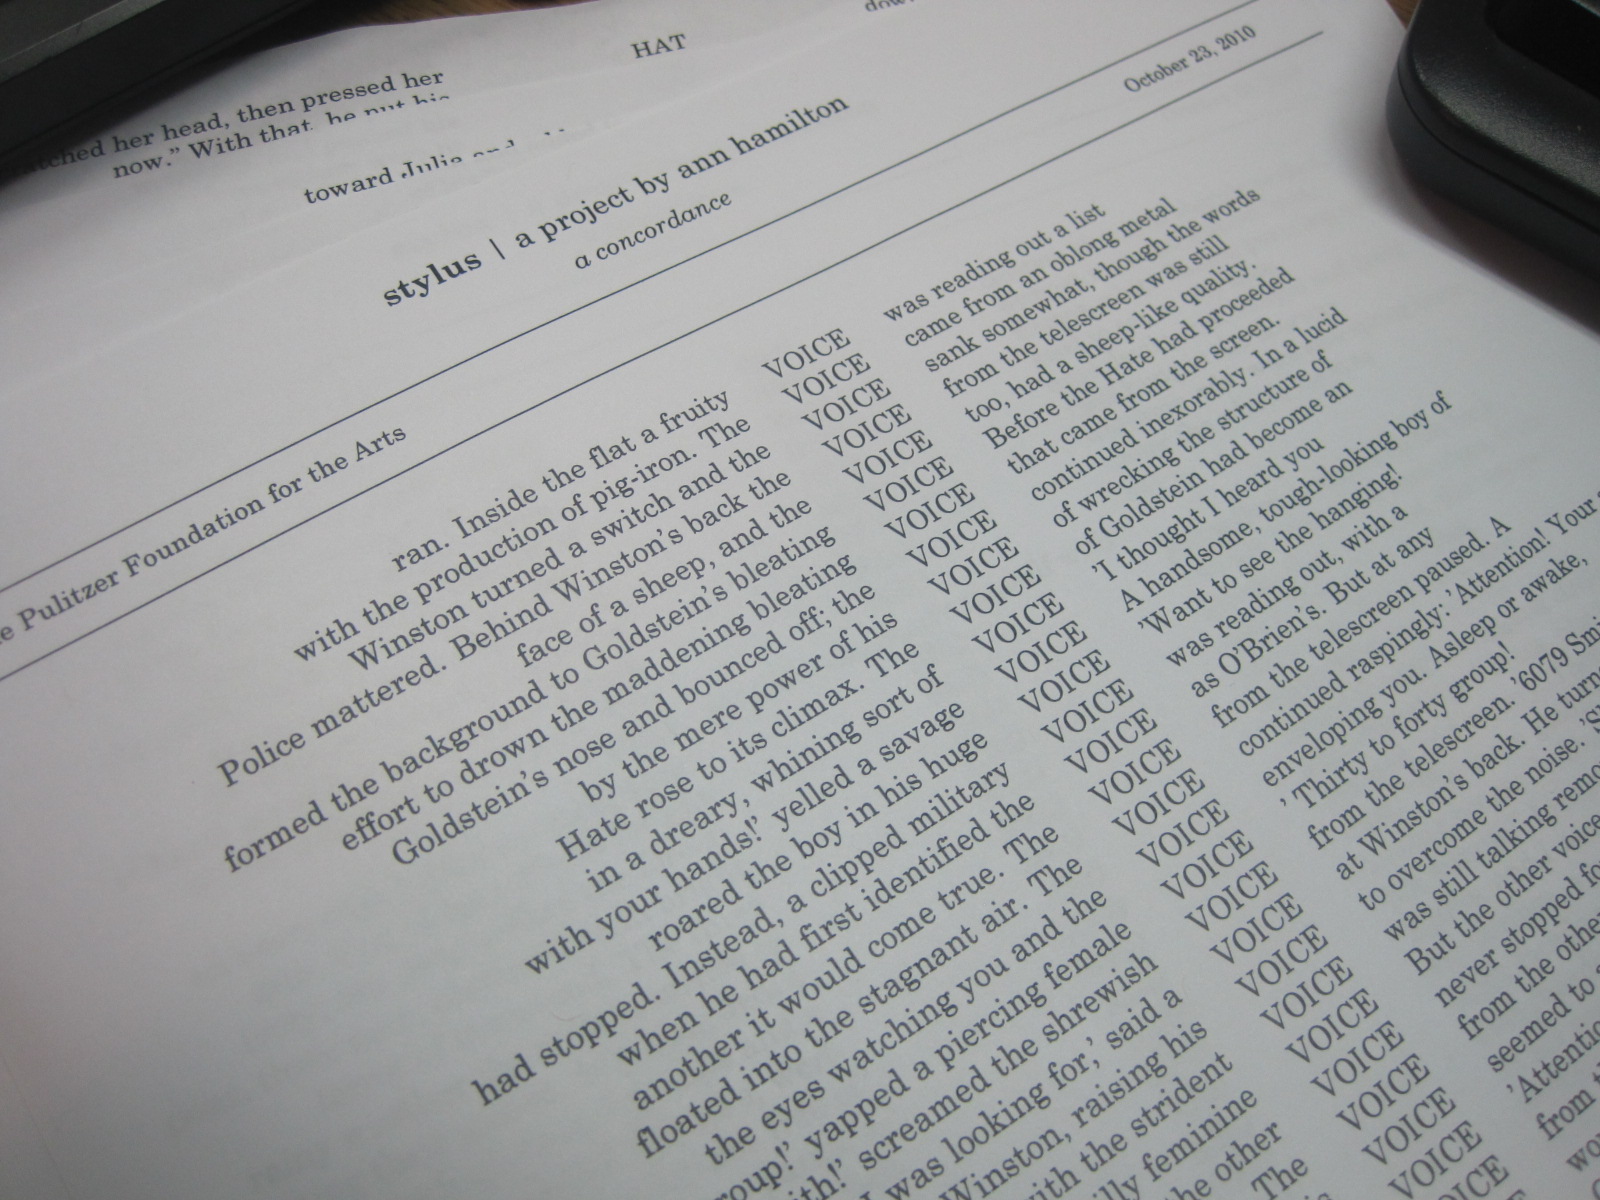 HAT
her head, then pressed her
now.” With that, he put his
toward Julia and
stylus | a project by ann hamilton
a concordance
Pulitzer Foundation for the Arts October 23, 2010
ran. Inside the flat a fruity VOICE was reading out a list
with the production of pig-iron. The VOICE came from an oblong metal
Winston turned a switch and the VOICE sank somewhat, though the words
Police mattered. Behind Winston’s back the VOICE from the telescreen was still
face of a sheep, and the VOICE too, had a sheep-like quality.
formed the background to Goldstein’s bleating VOICE Before the Hate had proceeded
effort to drown the maddening bleating VOICE that came from the screen.
Goldstein’s nose and bounced off; the VOICE continued inexorably. In a lucid
by the mere power of his VOICE of wrecking the structure of
Hate rose to its climax. The VOICE of Goldstein had become an
in a dreary, whining sort of VOICE 'I thought I heard you
with your hands!’ yelled a savage VOICE A handsome, tough-looking boy of
roared the boy in his huge VOICE 'Want to see the hanging!
had stopped. Instead, a clipped military VOICE was reading out, with a
when he had first identified the VOICE as O’Brien’s. But at any
another it would come true. The VOICE from the telescreen paused. A
floated into the stagnant air. The VOICE continued raspingly: 'Attention! Your
the eyes watching you and the VOICE enveloping you. Asleep or awake,
yapped a piercing female VOICE ' Thirty to forty group!
screamed the shrewish VOICE from the telescreen. '6079
was looking for,’ said a VOICE at Winston’s back. He
Winston, raising his VOICE to overcome the noise.
the strident VOICE was still talking
feminine VOICE But the other voice
other VOICE never stopped
The VOICE from the
VOICE seemed to
VOICE
VOICE from